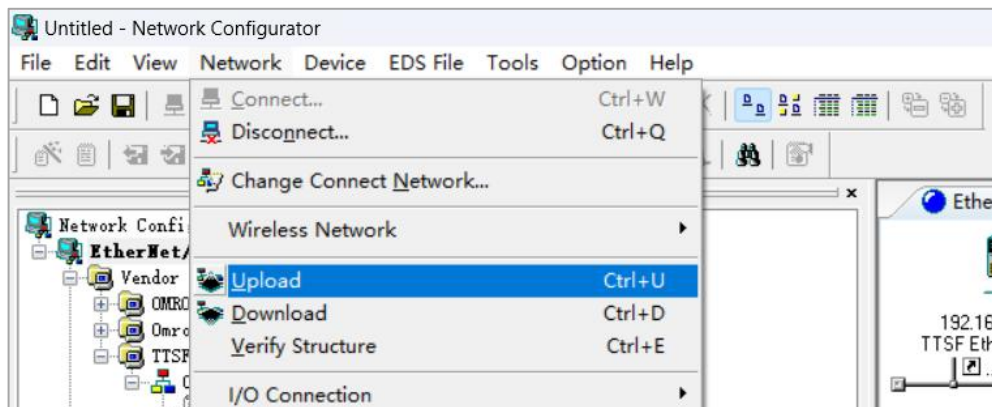 Untitled - Network Configurator
File Edit View Network Device EDS File Tools Option Help
Connect... Ctrl+W
Disconnect... Ctrl+Q
Change Connect Network...
Wireless Network
Upload Ctrl+U
Download Ctrl+D
Verify Structure Ctrl+E
I/O Connection
Network Confi
EtherNet/
Vendor
OMRO
Omro
TTSF
Ethe
192.16
TTSF Eth